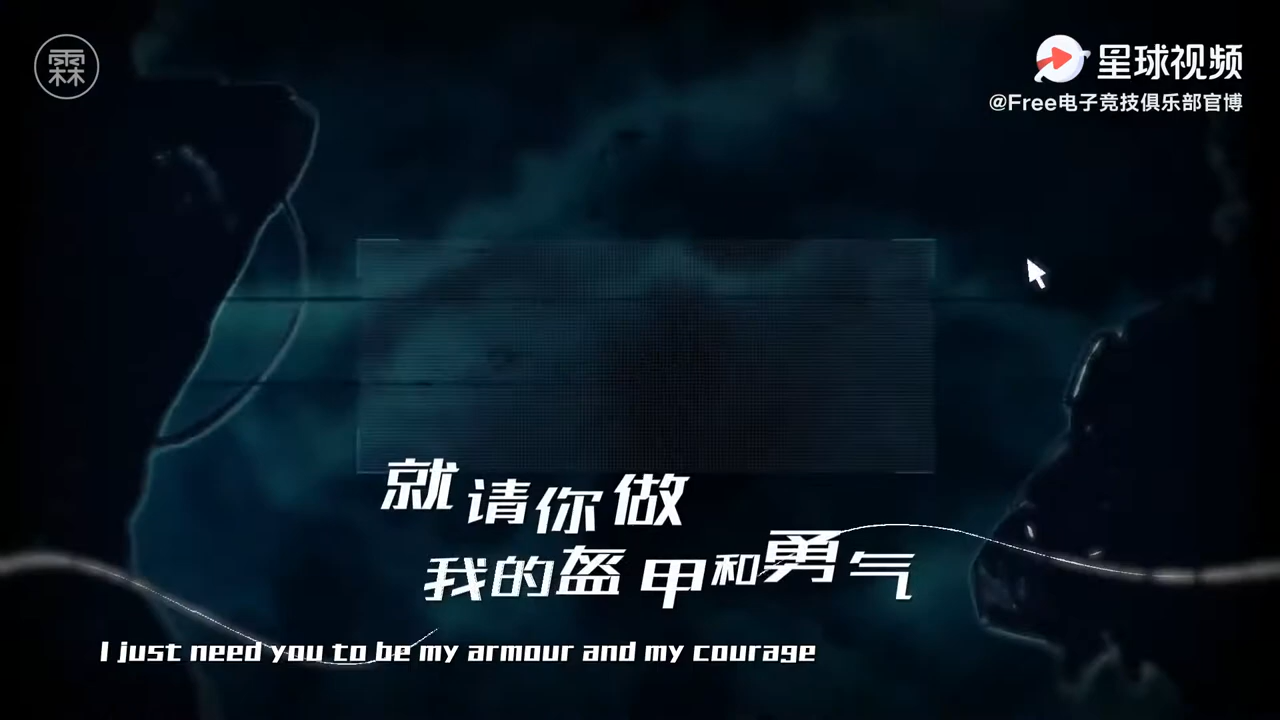 霖
星球视频
@Free电子竞技俱乐部官博
就请你做
我的盔甲和勇气
I just need you to be my armour and my courage